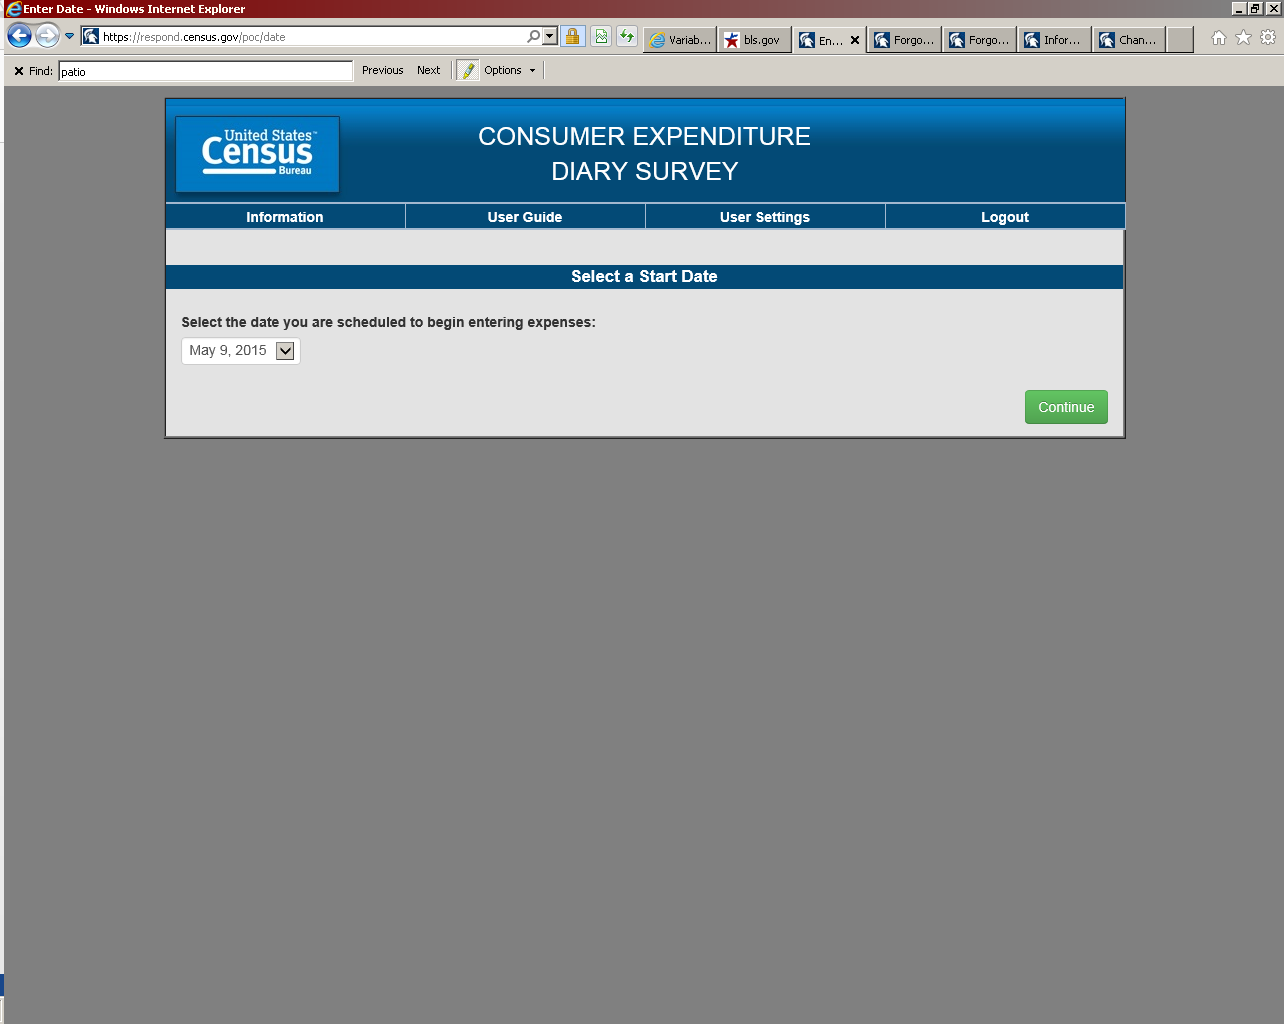 Enter Date - Windows Internet Explorer
https://respond.census.gov/poc/date
Variab...
bls.gov
En...
Forgo...
Forgo...
Infor...
Chan...
Find: patio
Previous
Next
Options
United States™
Census
Bureau
CONSUMER EXPENDITURE
DIARY SURVEY
Information
User Guide
User Settings
Logout
Select a Start Date
Select the date you are scheduled to begin entering expenses:
May 9, 2015
Continue